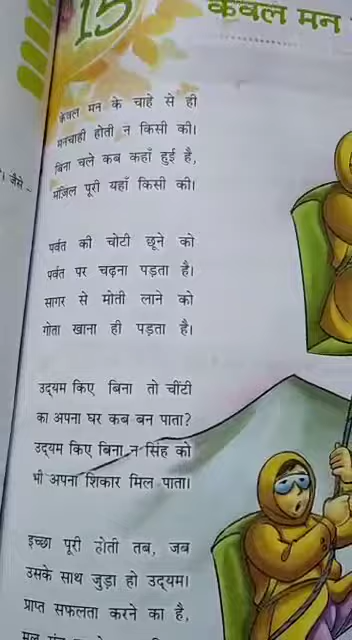 15
केवल मन
। जैसे –
केवल मन के चाहे से ही
मनचाही होती न किसी की।
बिना चले कब कहाँ हुई है,
मंज़िल पूरी यहाँ किसी की।
पर्वत की चोटी छूने को
पर्वत पर चढ़ना पड़ता है।
सागर से मोती लाने को
गोता खाना ही पड़ता है।
उद्यम किए बिना तो चींटी
का अपना घर कब बन पाता?
उद्यम किए बिना न सिंह को
भी अपना शिकार मिल पाता।
इच्छा पूरी होती तब, जब
उसके साथ जुड़ा हो उद्यम।
प्राप्त सफलता करने का है,